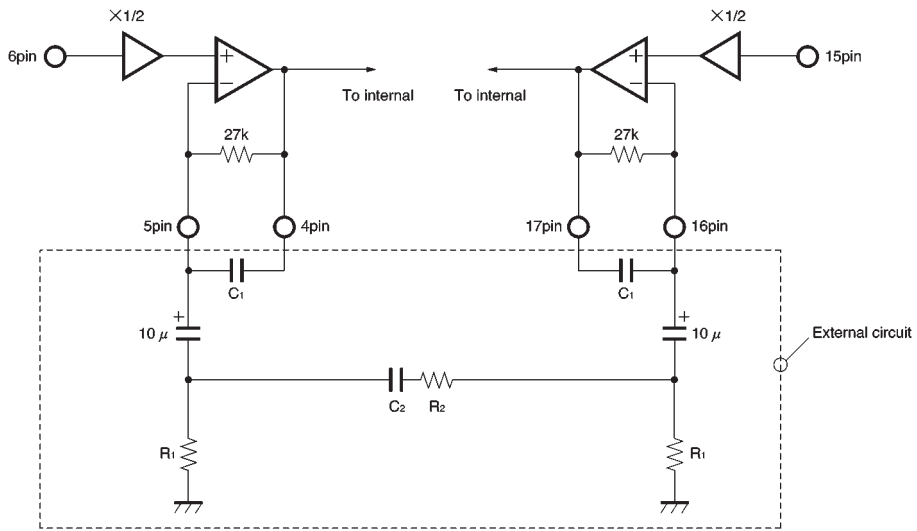 ×1/2
×1/2
6pin
+
+
15pin
−
−
To internal
To internal
27k
27k
5pin
4pin
17pin
16pin
C1
C1
+
+
10 μ
10 μ
External circuit
C2
R2
R1
R1